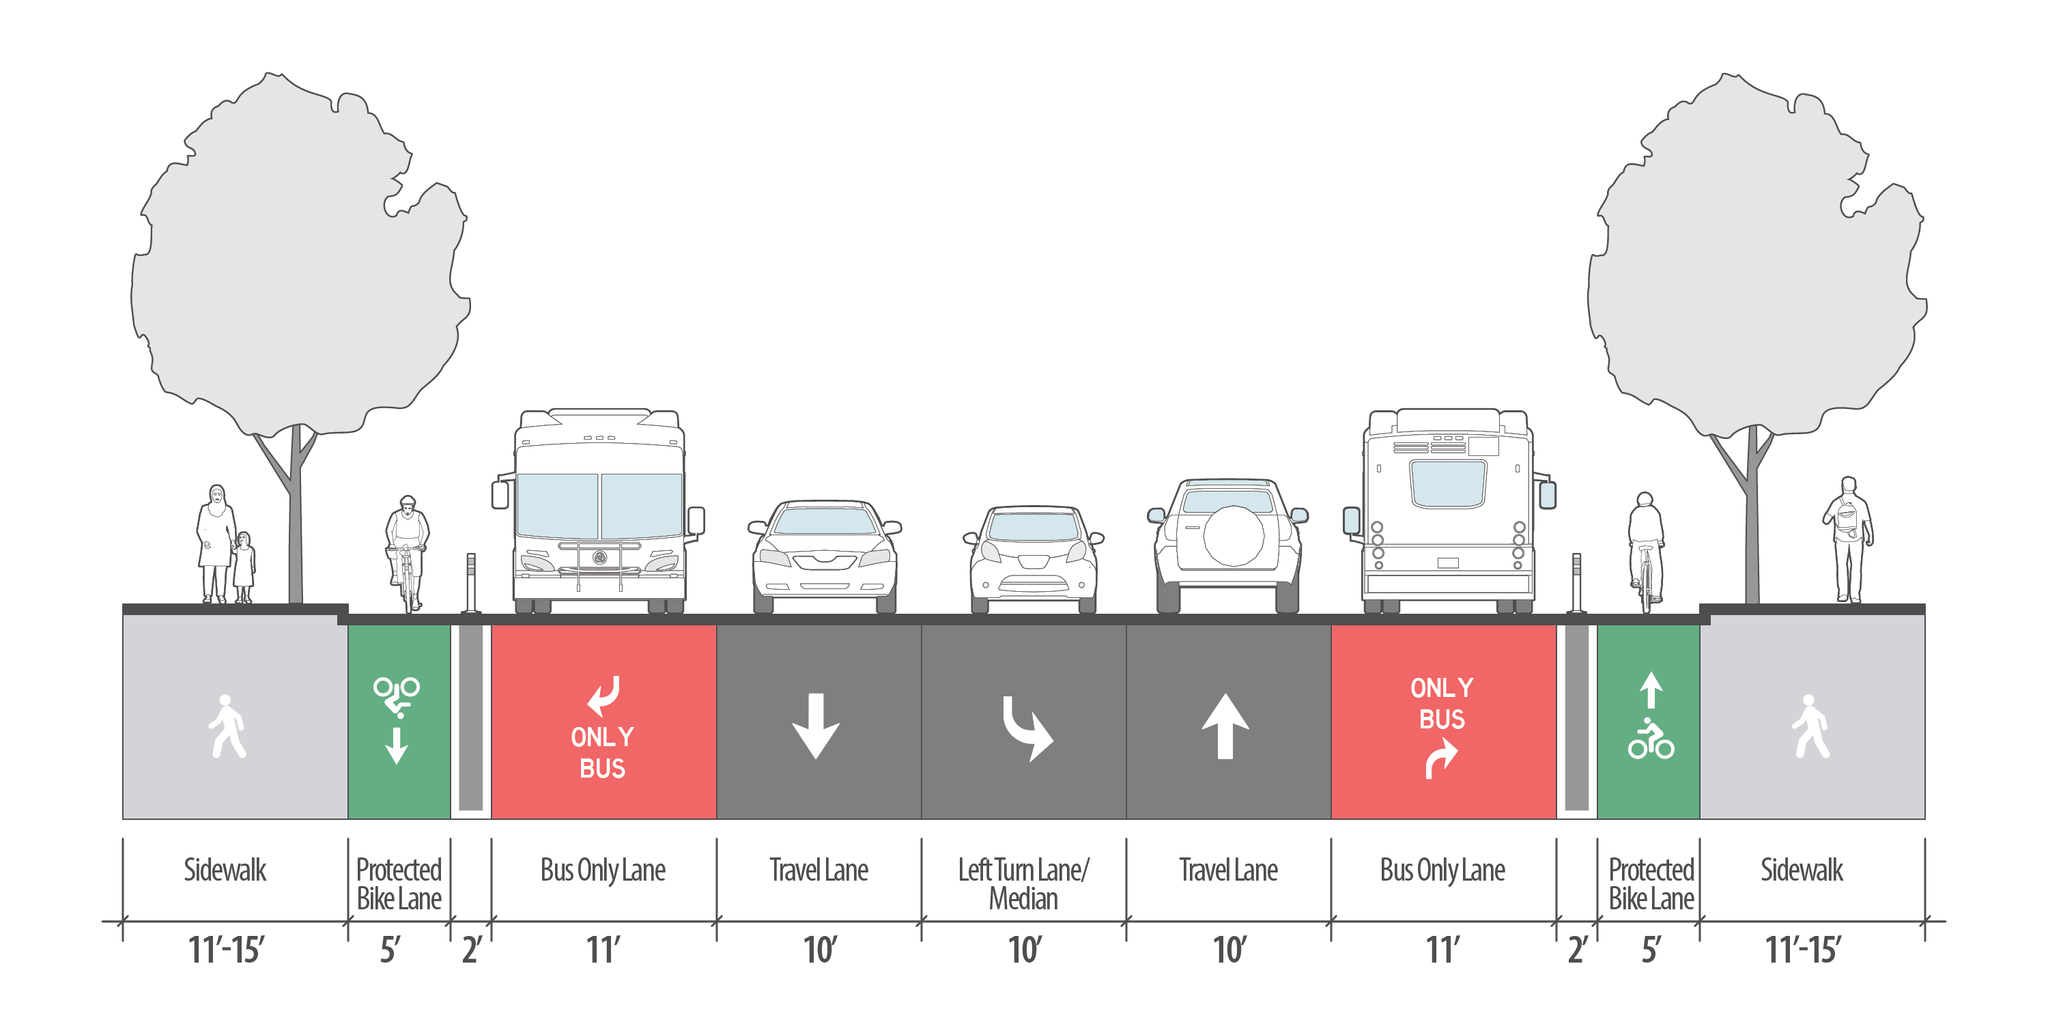 ONLY
BUS
ONLY
BUS
Sidewalk
Protected
Bike Lane
Bus Only Lane
Travel Lane
Left Turn Lane/
Median
Travel Lane
Bus Only Lane
Protected
Bike Lane
Sidewalk
11’-15’
5’
2’
11’
10’
10’
10’
11’
2’
5’
11’-15’